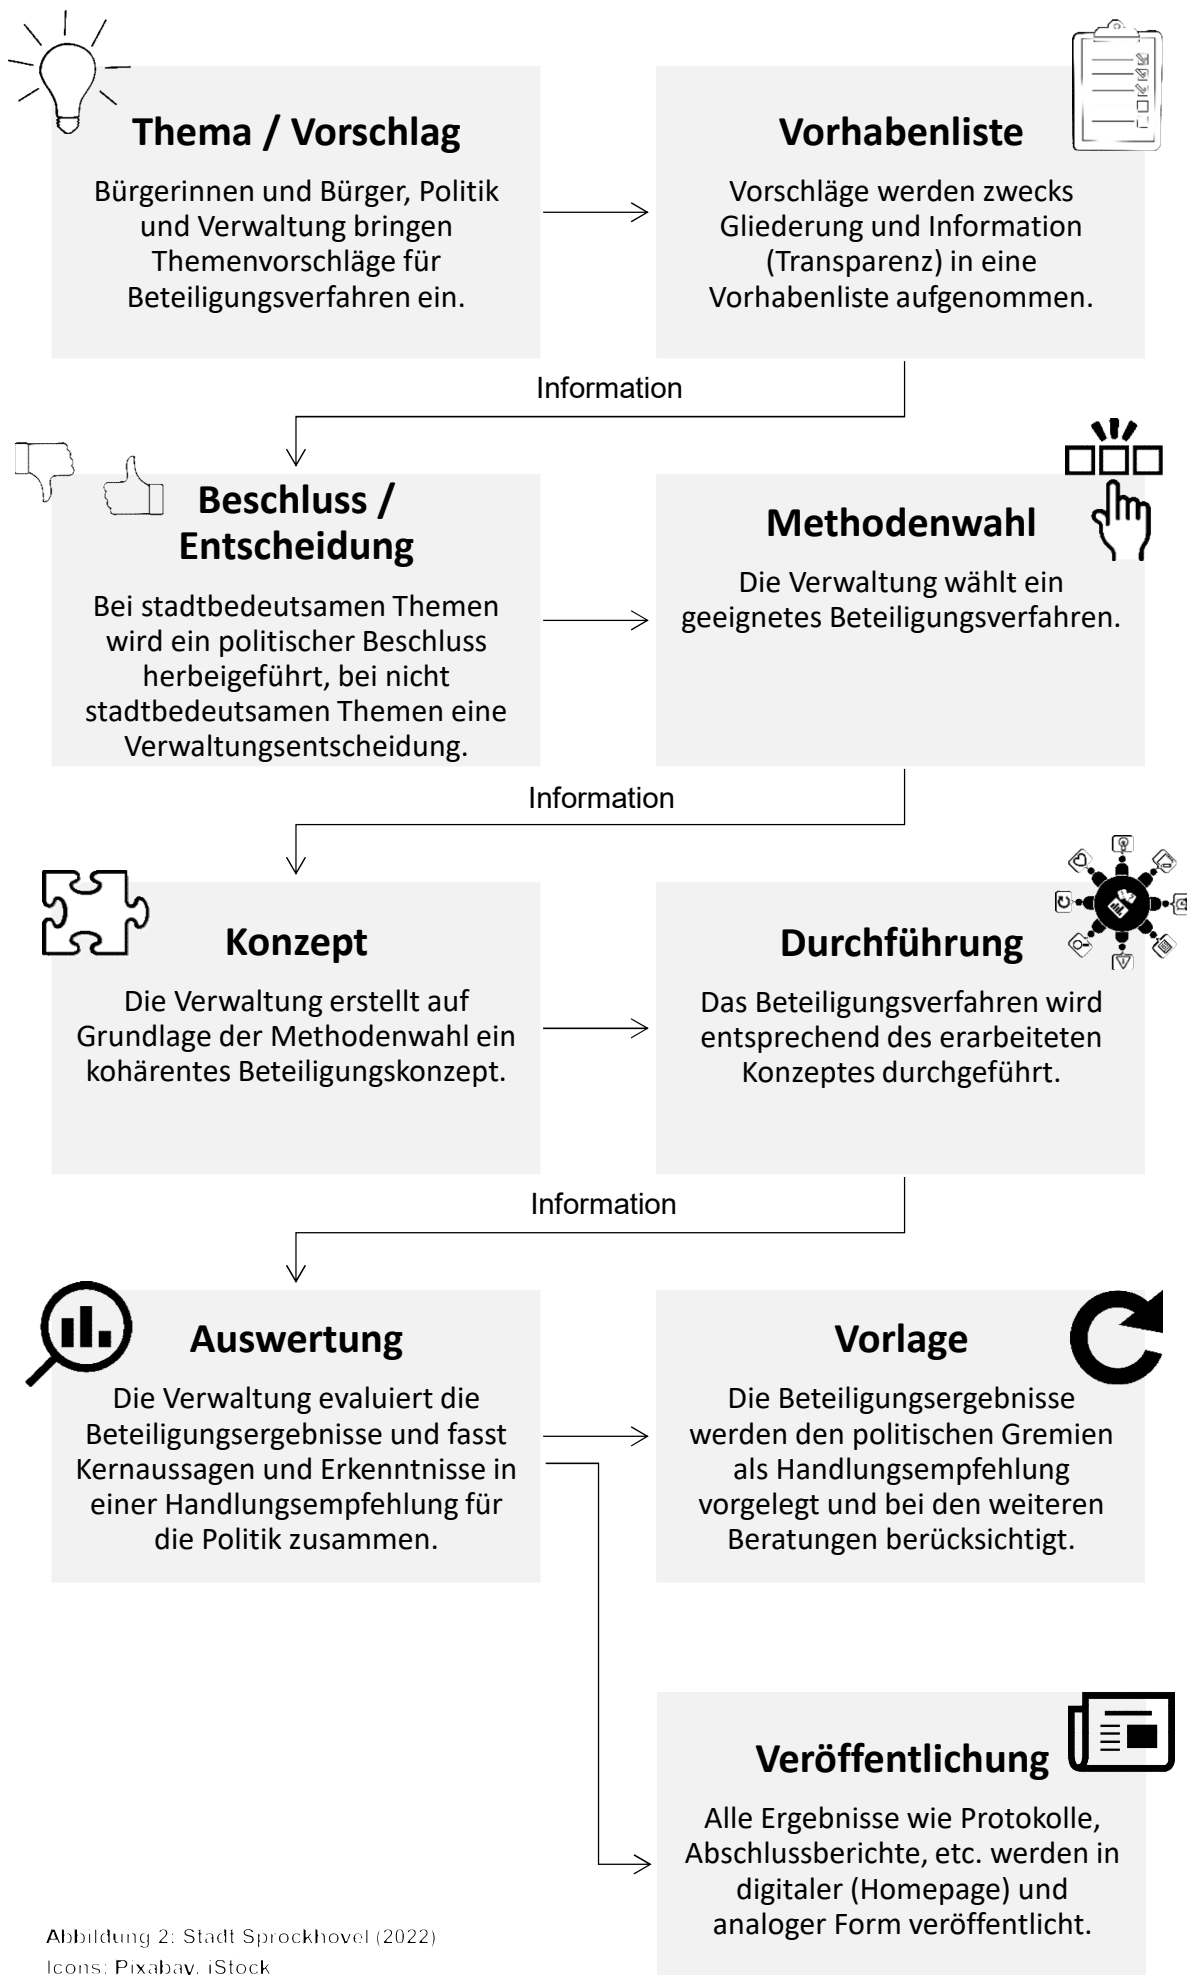 Thema / Vorschlag
Bürgerinnen und Bürger, Politik
und Verwaltung bringen
Themenvorschläge für
Beteiligungsverfahren ein.
Vorhabenliste
Vorschläge werden zwecks
Gliederung und Information
(Transparenz) in eine
Vorhabenliste aufgenommen.
Information
Beschluss /
Entscheidung
Bei stadtbedeutsamen Themen
wird ein politischer Beschluss
herbeigeführt, bei nicht
stadtbedeutsamen Themen eine
Verwaltungsentscheidung.
Methodenwahl
Die Verwaltung wählt ein
geeignetes Beteiligungsverfahren.
Information
Konzept
Die Verwaltung erstellt auf
Grundlage der Methodenwahl ein
kohärentes Beteiligungskonzept.
Durchführung
Das Beteiligungsverfahren wird
entsprechend des erarbeiteten
Konzeptes durchgeführt.
Information
Auswertung
Die Verwaltung evaluiert die
Beteiligungsergebnisse und fasst
Kernaussagen und Erkenntnisse in
einer Handlungsempfehlung für
die Politik zusammen.
Vorlage
Die Beteiligungsergebnisse
werden den politischen Gremien
als Handlungsempfehlung
vorgelegt und bei den weiteren
Beratungen berücksichtigt.
Veröffentlichung
Alle Ergebnisse wie Protokolle,
Abschlussberichte, etc. werden in
digitaler (Homepage) und
analoger Form veröffentlicht.
Abbildung 2: Stadt Sprockhovel (2022)
Icons: Pixabay, iStock